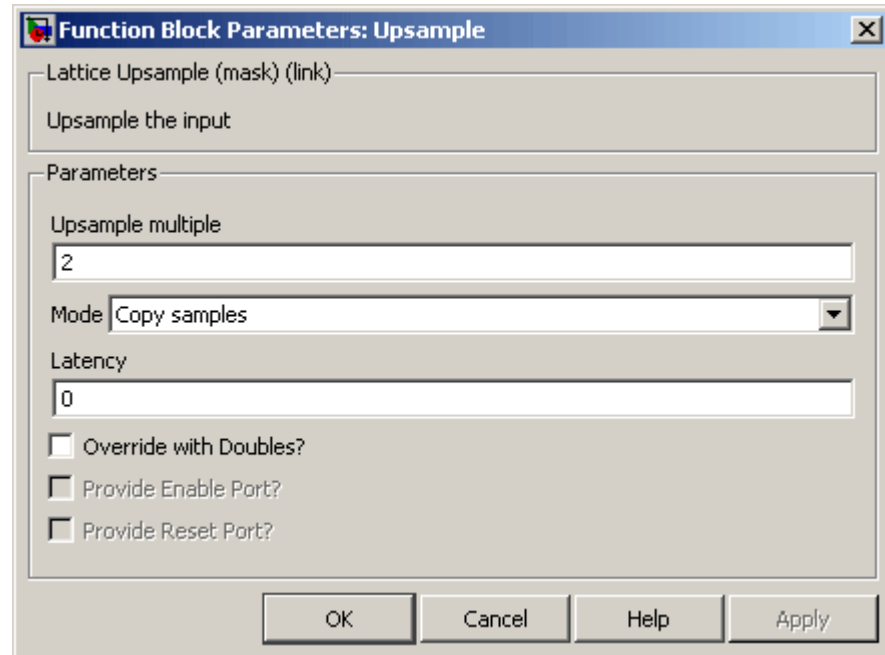 Function Block Parameters: Upsample
Lattice Upsample (mask) (link)
Upsample the input
Parameters
Upsample multiple
2
Mode Copy samples
Latency
0
Override with Doubles?
Provide Enable Port?
Provide Reset Port?
OK Cancel Help Apply